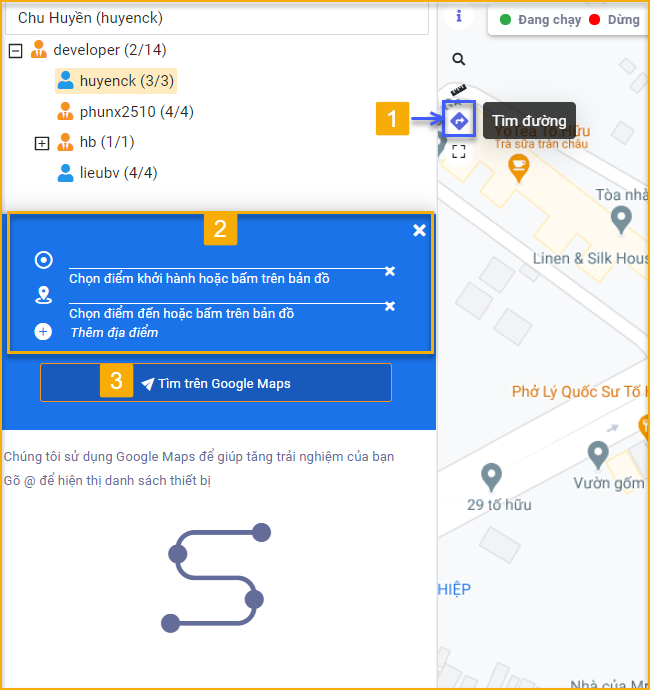 Chu Huyền (huyenck)
developer (2/14)
huyenck (3/3)
phunx2510 (4/4)
hb (1/1)
lieubv (4/4)
i
Đang chạy
Dừng
1
Tìm đường
YoTea Tố Hữu
Trà sữa trân châu
Tòa nhà
Linen & Silk Hous
2
Chọn điểm khởi hành hoặc bấm trên bản đồ
Chọn điểm đến hoặc bấm trên bản đồ
Thêm địa điểm
3
Tìm trên Google Maps
Phở Lý Quốc Sư Tố H
Chúng tôi sử dụng Google Maps để giúp tăng trải nghiệm của bạn
Gõ @ để hiện thị danh sách thiết bị
Vườn gốm
29 tố hữu
HIỆP
Nhà của M